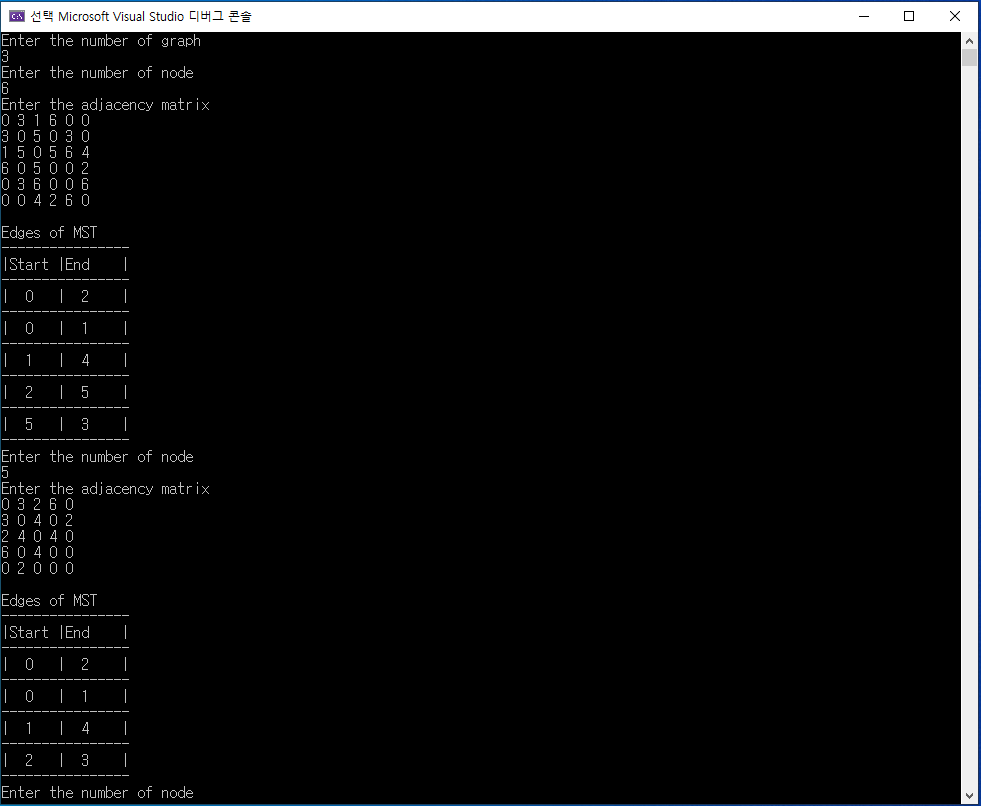 선택 Microsoft Visual Studio 디버그 콘솔
Enter the number of graph
3
Enter the number of node
6
Enter the adjacency matrix
0 3 1 6 0 0
3 0 5 0 3 0
1 5 0 5 6 4
6 0 5 0 0 2
0 3 6 0 0 6
0 0 4 2 6 0
Edges of MST
----------------
|Start |End    |
----------------
|  0   |  2    |
----------------
|  0   |  1    |
----------------
|  1   |  4    |
----------------
|  2   |  5    |
----------------
|  5   |  3    |
----------------
Enter the number of node
5
Enter the adjacency matrix
0 3 2 6 0
3 0 4 0 2
2 4 0 4 0
6 0 4 0 0
0 2 0 0 0
Edges of MST
----------------
|Start |End    |
----------------
|  0   |  2    |
----------------
|  0   |  1    |
----------------
|  1   |  4    |
----------------
|  2   |  3    |
----------------
Enter the number of node